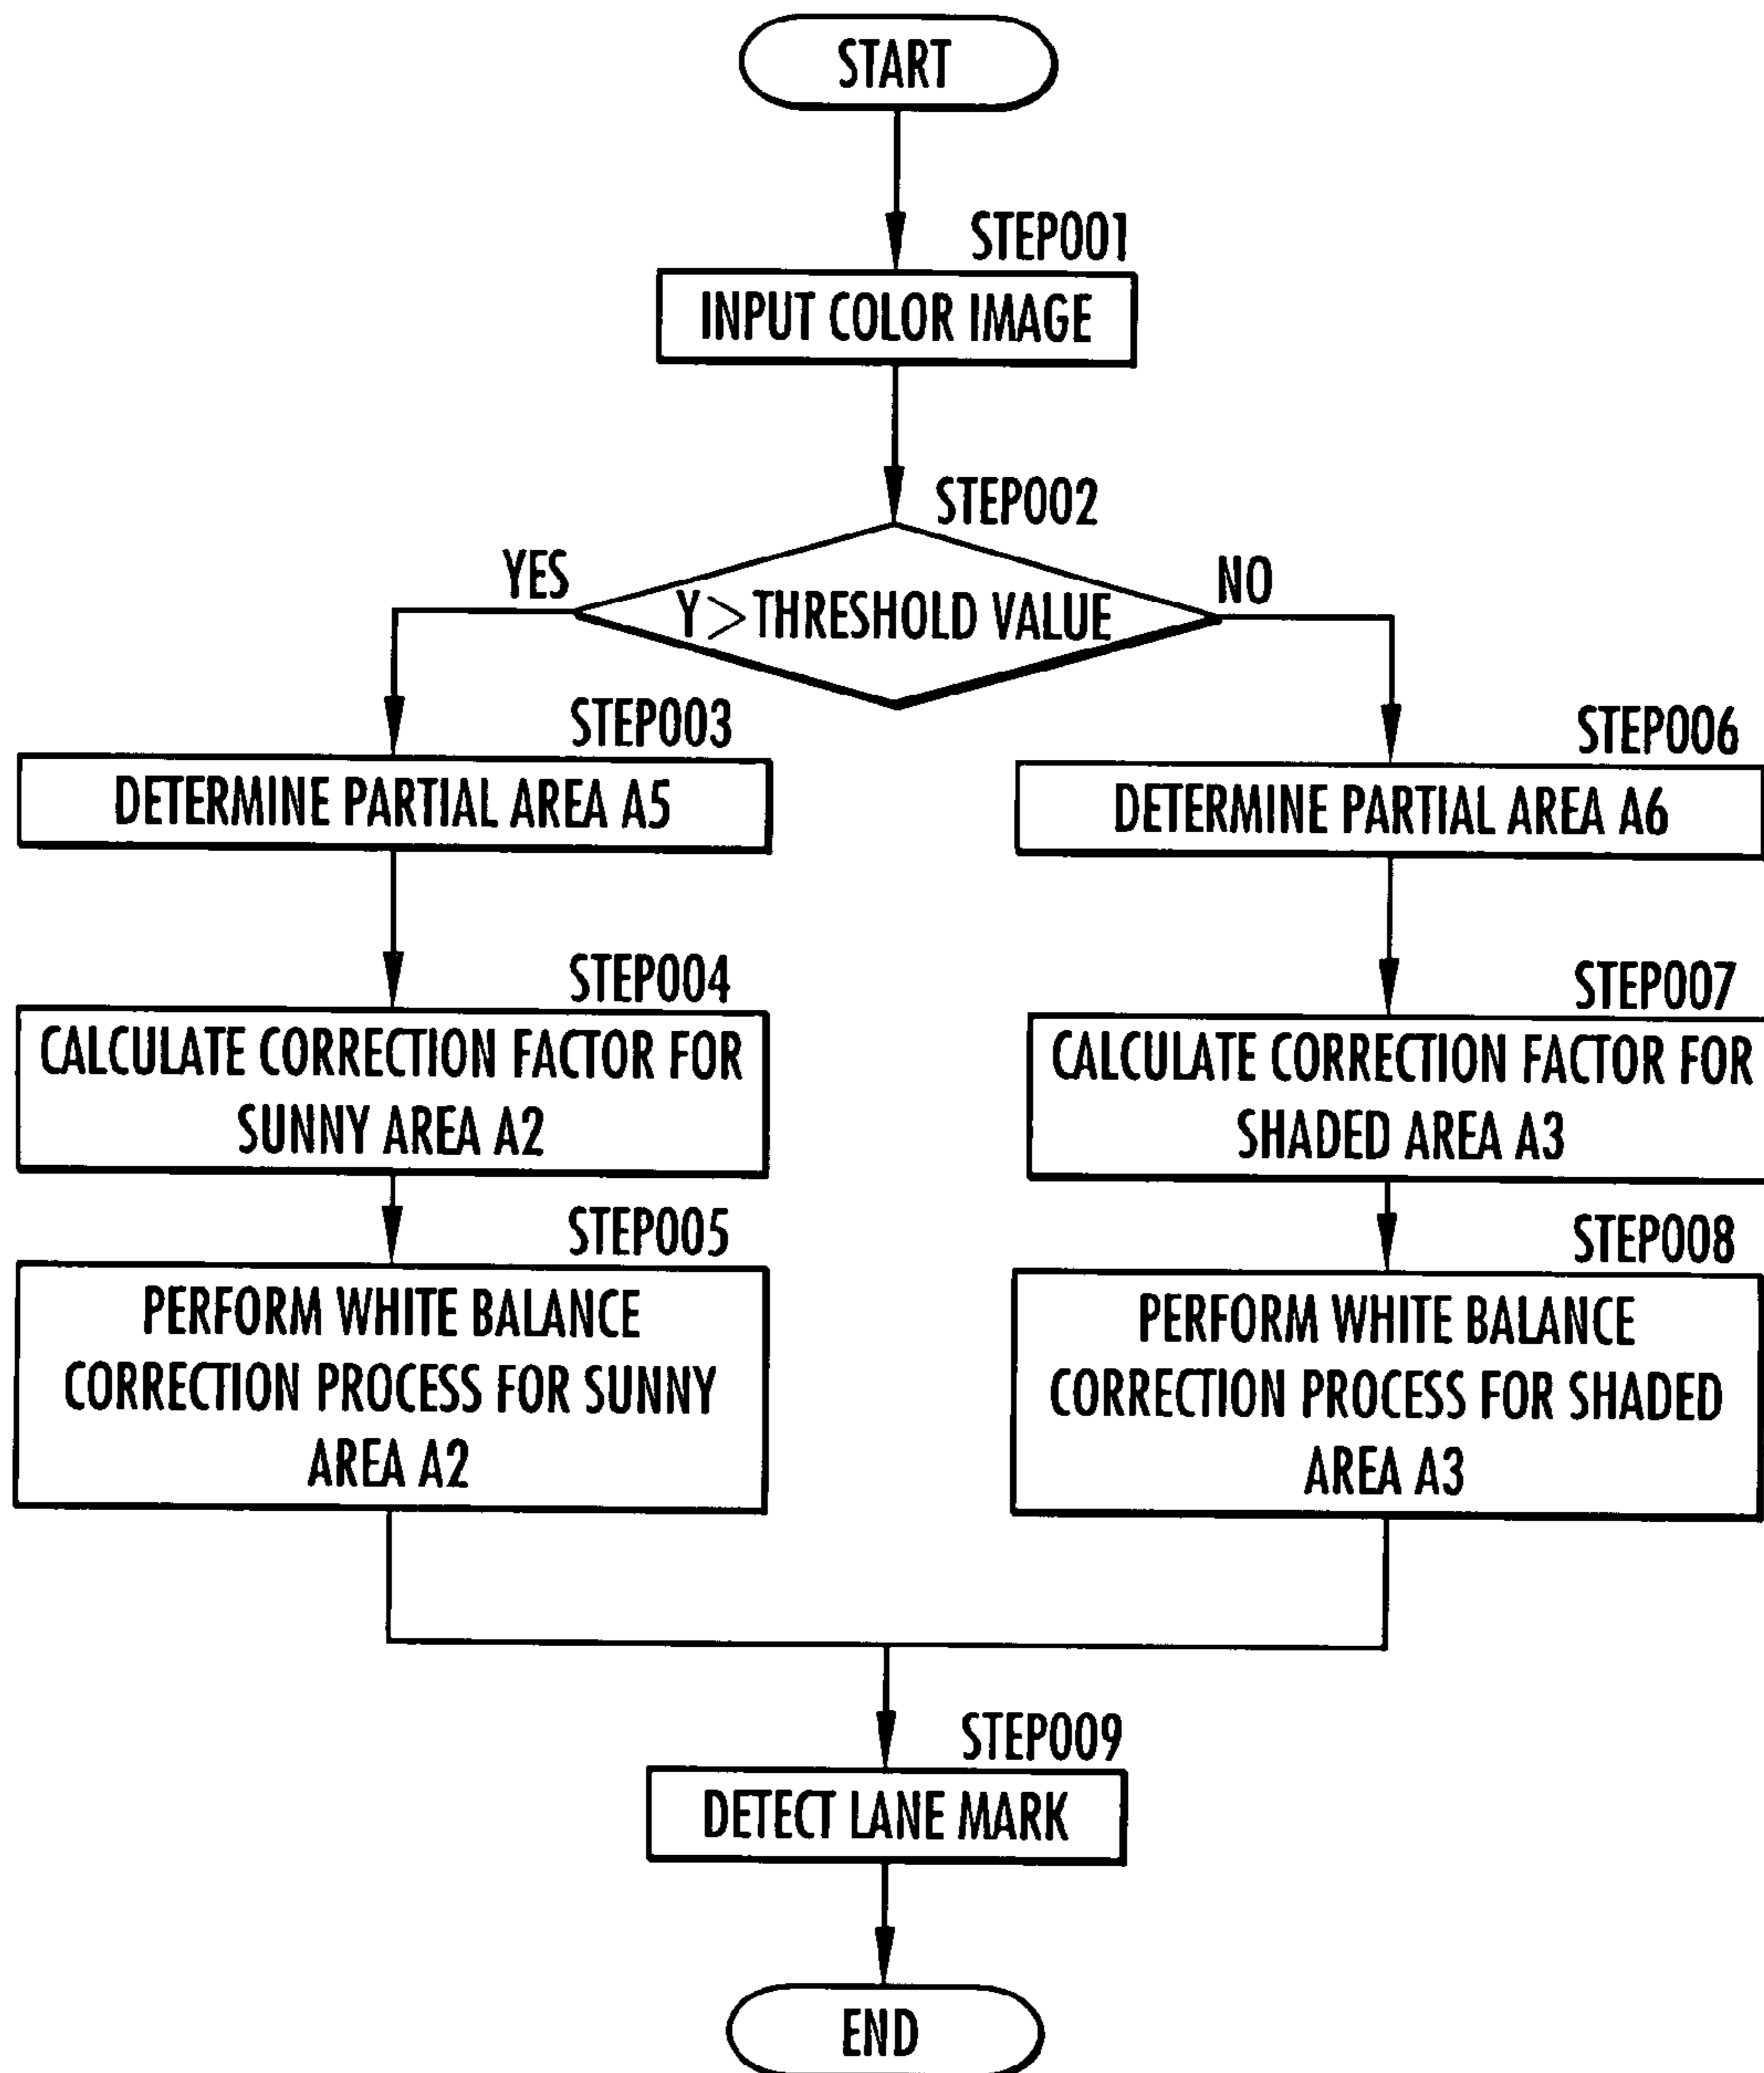 START
STEP001
INPUT COLOR IMAGE
STEP002
YES
Y>THRESHOLD VALUE
NO
STEP003
DETERMINE PARTIAL AREA A5
STEP004
CALCULATE CORRECTION FACTOR FOR
SUNNY AREA A2
STEP005
PERFORM WHITE BALANCE
CORRECTION PROCESS FOR SUNNY
AREA A2
STEP006
DETERMINE PARTIAL AREA A6
STEP007
CALCULATE CORRECTION FACTOR FOR
SHADED AREA A3
STEP008
PERFORM WHITE BALANCE
CORRECTION PROCESS FOR SHADED
AREA A3
STEP009
DETECT LANE MARK
END